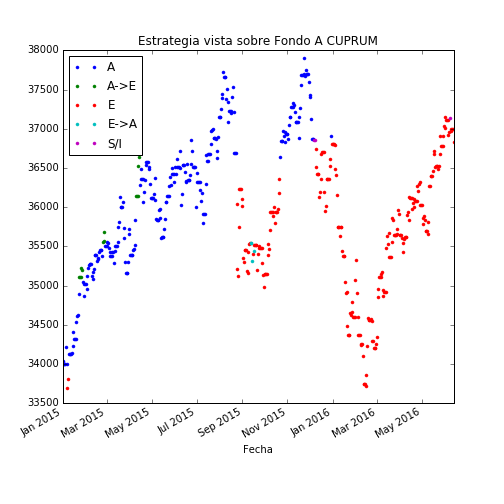 Estrategia vista sobre Fondo A CUPRUM
38000
37500
37000
36500
36000
35500
35000
34500
34000
33500
A
A->E
E
E->A
S/I
Jan 2015
Mar 2015
May 2015
Jul 2015
Sep 2015
Nov 2015
Jan 2016
Mar 2016
May 2016
Fecha